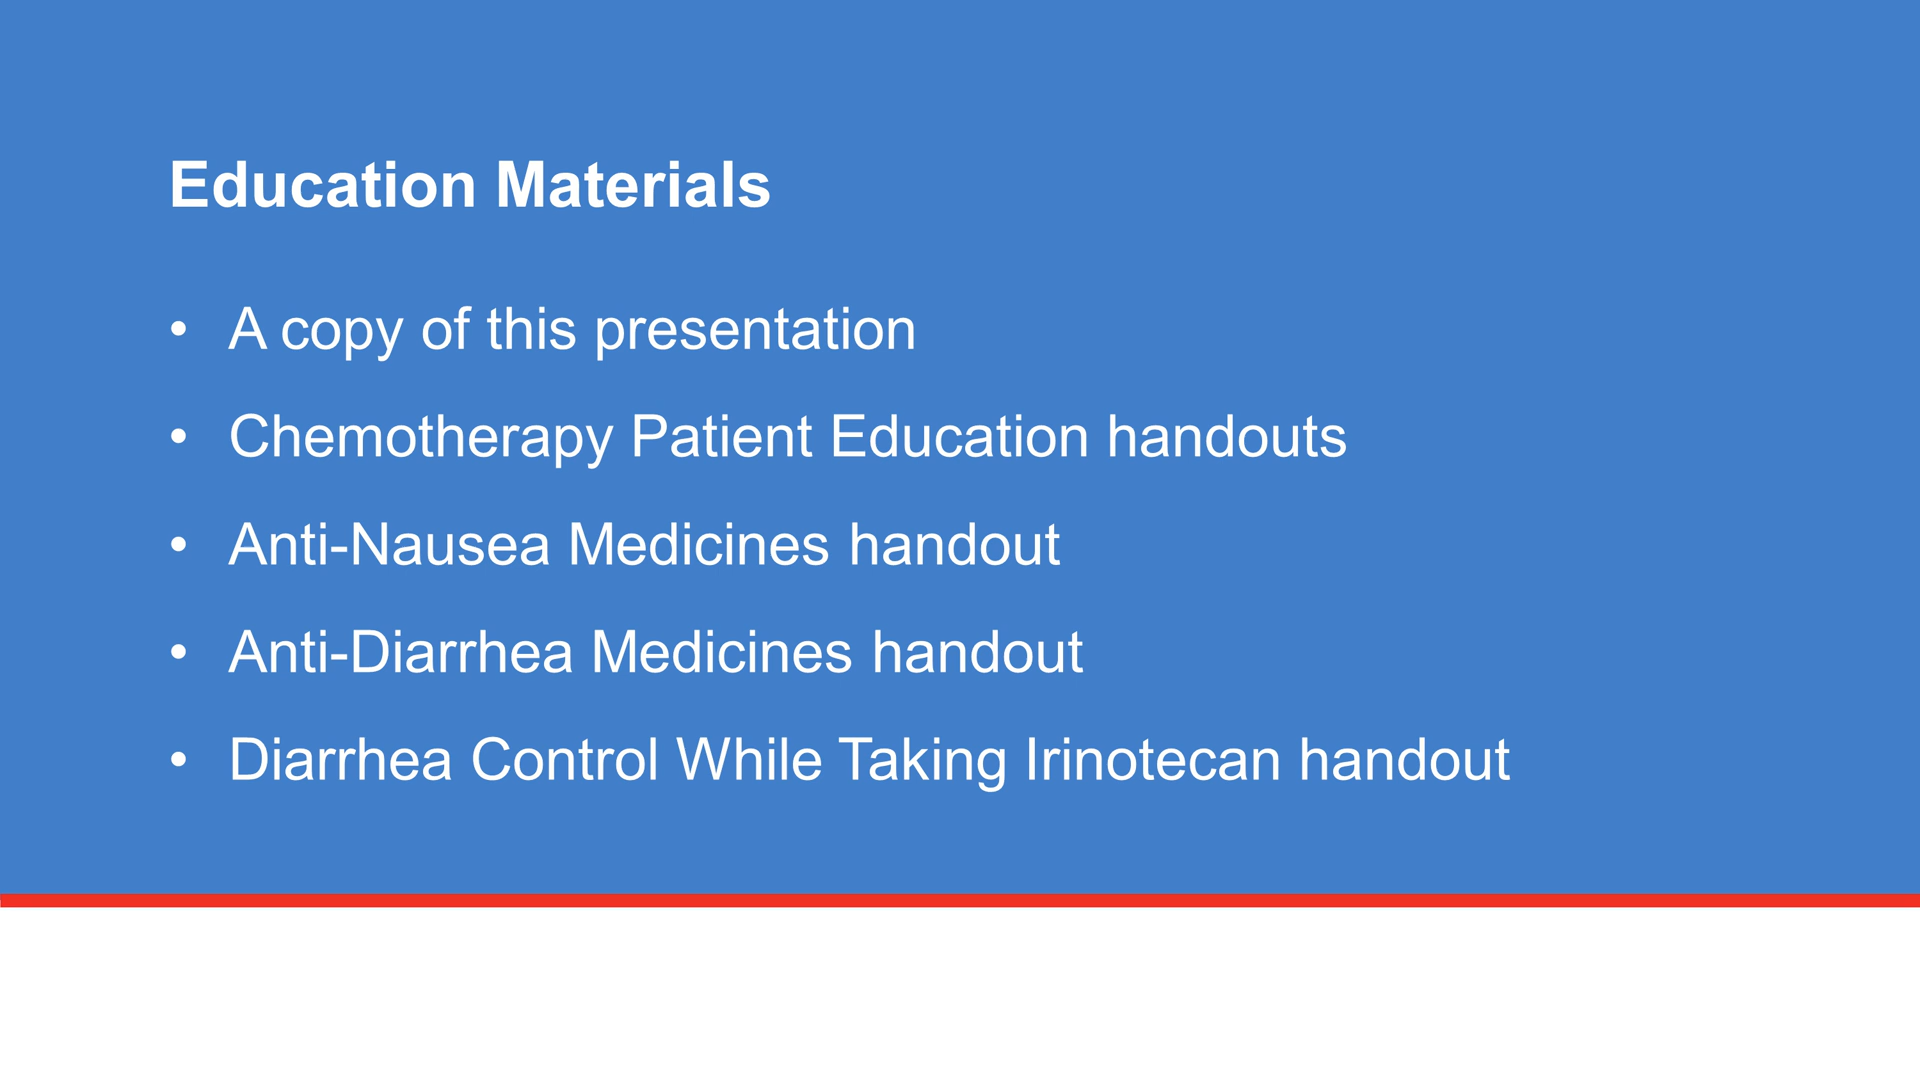 Education Materials
• A copy of this presentation
• Chemotherapy Patient Education handouts
• Anti-Nausea Medicines handout
• Anti-Diarrhea Medicines handout
• Diarrhea Control While Taking Irinotecan handout